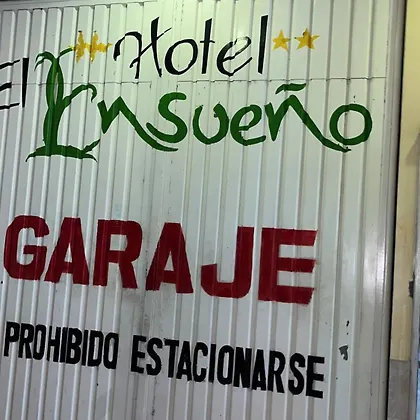 Hotel
El Ensueño
GARAJE
PROHIBIDO ESTACIONARSE